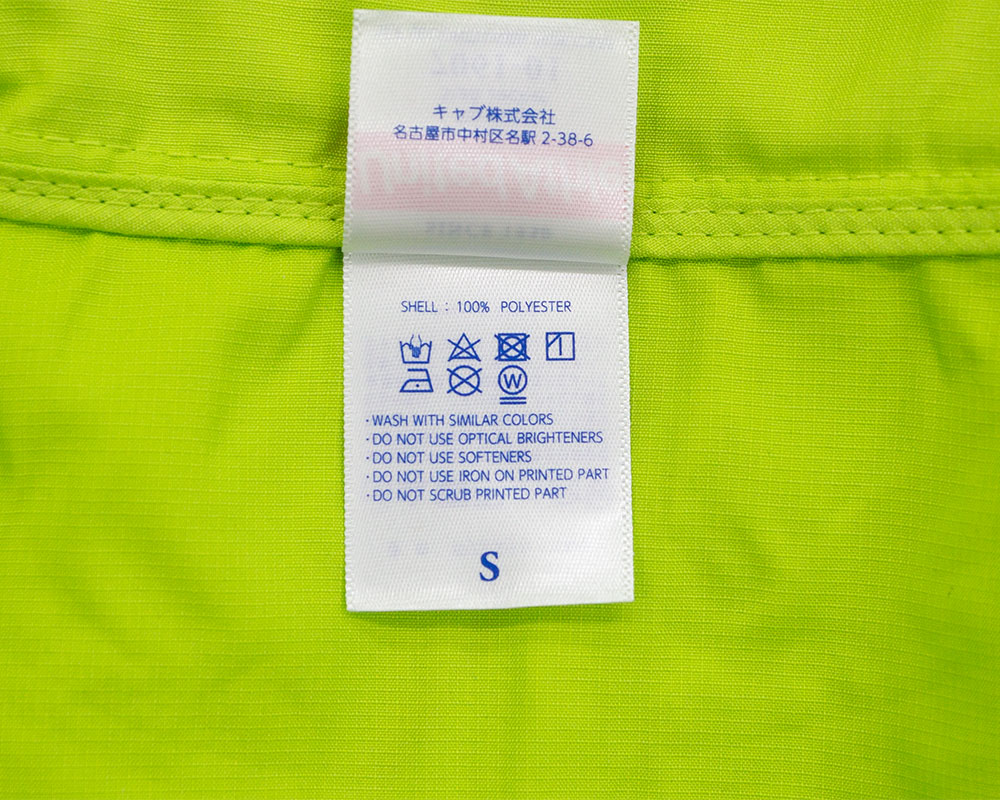 キャブ株式会社
名古屋市中村区名駅 2-38-6
SHELL : 100% POLYESTER
W
・WASH WITH SIMILAR COLORS
・DO NOT USE OPTICAL BRIGHTENERS
・DO NOT USE SOFTENERS
・DO NOT USE IRON ON PRINTED PART
・DO NOT SCRUB PRINTED PART
S